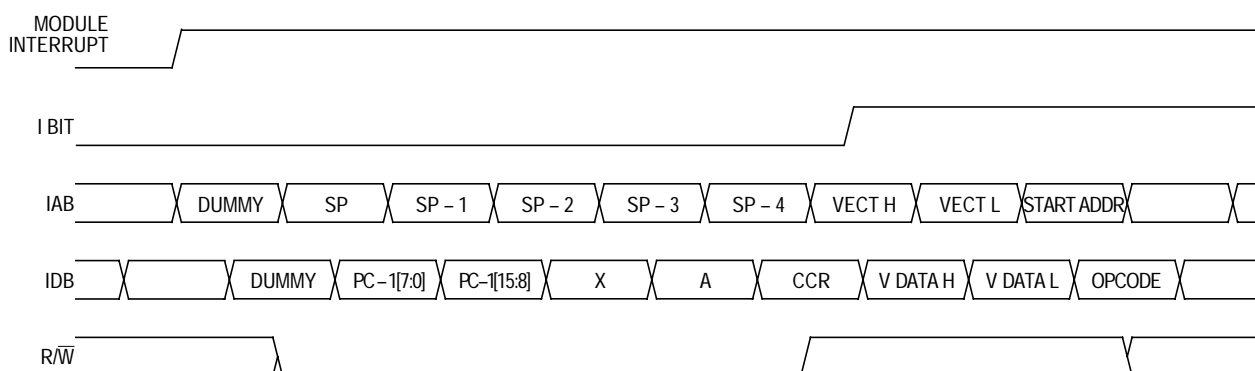 MODULE
INTERRUPT
I BIT
IAB DUMMY SP SP – 1 SP – 2 SP – 3 SP – 4 VECT H VECT L START ADDR
IDB DUMMY PC – 1[7:0] PC–1[15:8] X A CCR V DATA H V DATA L OPCODE
R/W̅